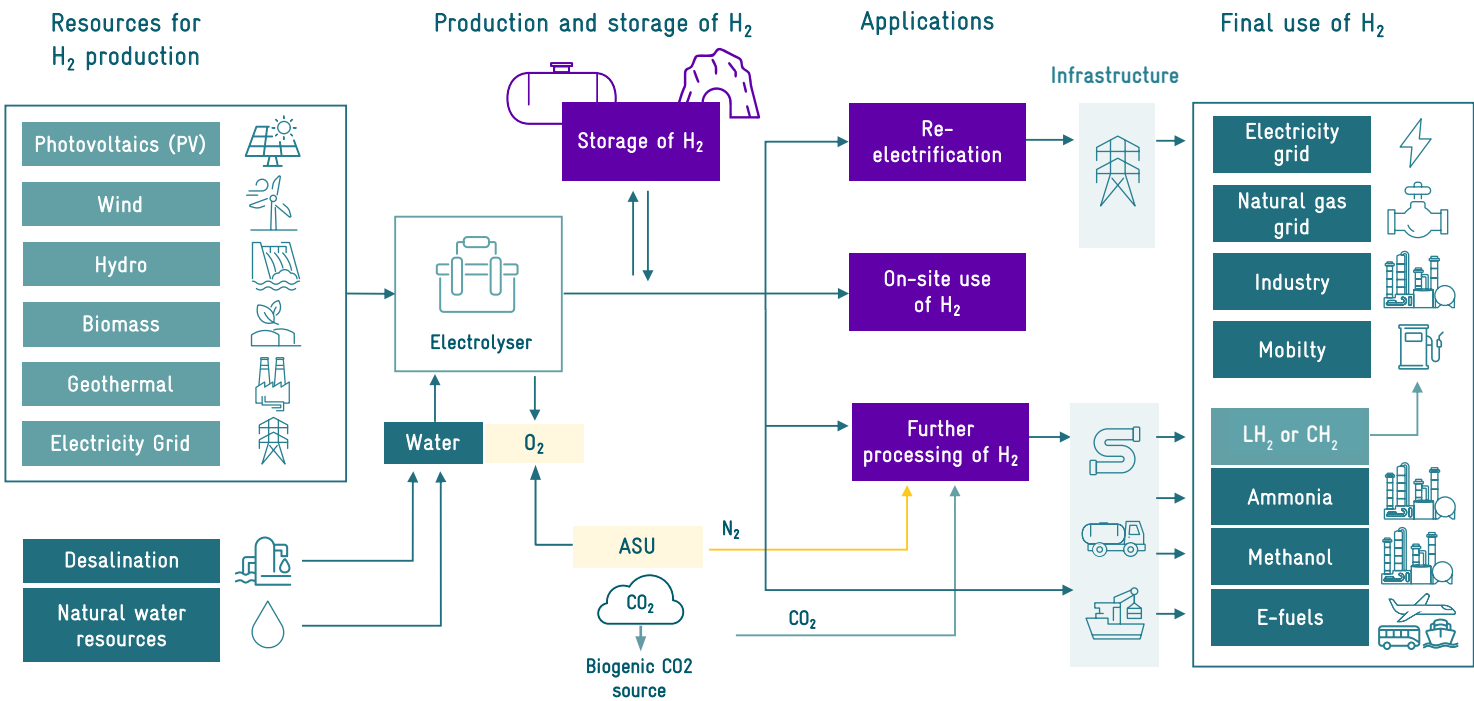 Resources for
H₂ production
Production and storage of H₂
Applications
Final use of H₂
Infrastructure
Photovoltaics (PV)
Wind
Hydro
Biomass
Geothermal
Electricity Grid
Desalination
Natural water
resources
Storage of H₂
Electrolyser
Water
O₂
ASU
N₂
CO₂
CO₂
Biogenic CO2
source
Re-
electrification
On-site use
of H₂
Further
processing of H₂
Electricity
grid
Natural gas
grid
Industry
Mobilty
LH₂ or CH₂
Ammonia
Methanol
E-fuels